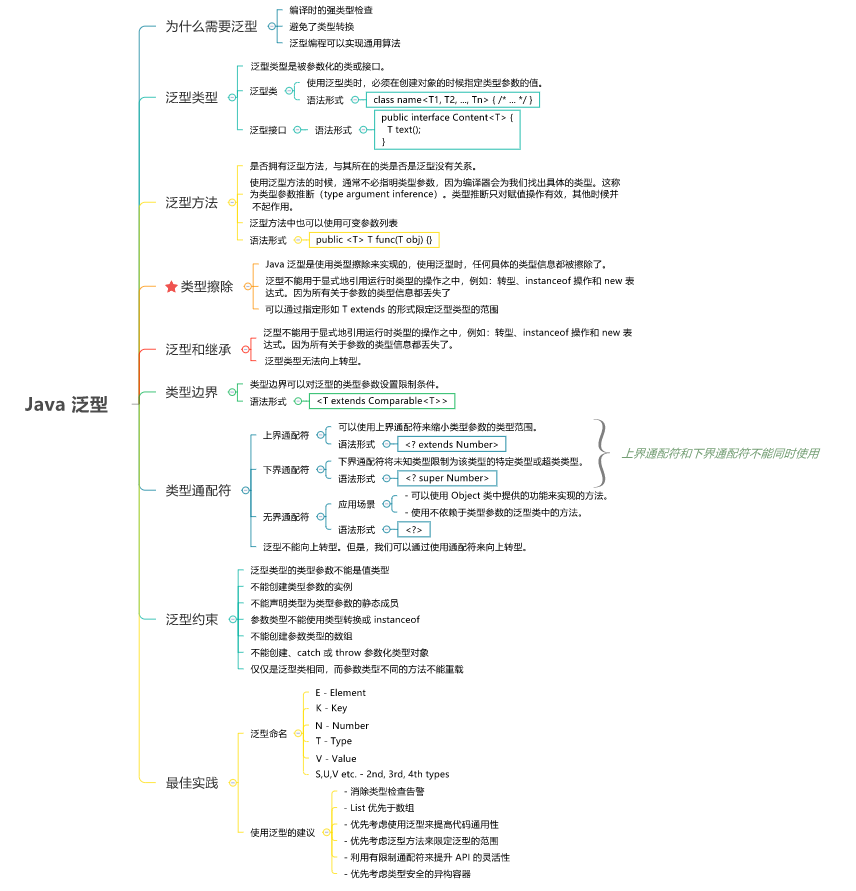 Java 泛型
为什么需要泛型
编译时的强类型检查
避免了类型转换
泛型编程可以实现通用算法
泛型类型
泛型类型是被参数化的类或接口。
泛型类
使用泛型类时，必须在创建对象的时候指定类型参数的值。
语法形式
class name<T1, T2, ..., Tn> { /* ... */ }
泛型接口
语法形式
public interface Content<T> {
T text();
}
泛型方法
是否拥有泛型方法，与其所在的类是否是泛型没有关系。
使用泛型方法的时候，通常不必指明类型参数，因为编译器会为我们找出具体的类型。这称
为类型参数推断（type argument inference）。类型推断只对赋值操作有效，其他时候并
不起作用。
泛型方法中也可以使用可变参数列表
语法形式
public <T> T func(T obj) {}
类型擦除
Java 泛型是使用类型擦除来实现的，使用泛型时，任何具体的类型信息都被擦除了。
泛型不能用于显式地引用运行时类型的操作之中，例如：转型、instanceof 操作和 new 表
达式。因为所有关于参数的类型信息都丢失了
可以通过指定形如 T extends 的形式限定泛型类型的范围
泛型和继承
泛型不能用于显式地引用运行时类型的操作之中，例如：转型、instanceof 操作和 new 表
达式。因为所有关于参数的类型信息都丢失了。
泛型类型无法向上转型。
类型边界
类型边界可以对泛型的类型参数设置限制条件。
语法形式
<T extends Comparable<T>>
类型通配符
上界通配符
可以使用上界通配符来缩小类型参数的类型范围。
语法形式
<? extends Number>
下界通配符
下界通配符将未知类型限制为该类型的特定类型或超类类型。
语法形式
<? super Number>
上界通配符和下界通配符不能同时使用
无界通配符
应用场景
- 可以使用 Object 类中提供的功能来实现的方法。
- 使用不依赖于类型参数的泛型类中的方法。
语法形式
<?>
泛型不能向上转型。但是，我们可以通过使用通配符来向上转型。
泛型约束
泛型类型的类型参数不能是值类型
不能创建类型参数的实例
不能声明类型为类型参数的静态成员
参数类型不能使用类型转换或 instanceof
不能创建参数类型的数组
不能创建、catch 或 throw 参数化类型对象
仅仅是泛型类相同，而参数类型不同的方法不能重载
最佳实践
泛型命名
E - Element
K - Key
N - Number
T - Type
V - Value
S,U,V etc. - 2nd, 3rd, 4th types
使用泛型的建议
- 消除类型检查告警
- List 优先于数组
- 优先考虑使用泛型来提高代码通用性
- 优先考虑泛型方法来限定泛型的范围
- 利用有限制通配符来提升 API 的灵活性
- 优先考虑类型安全的异构容器